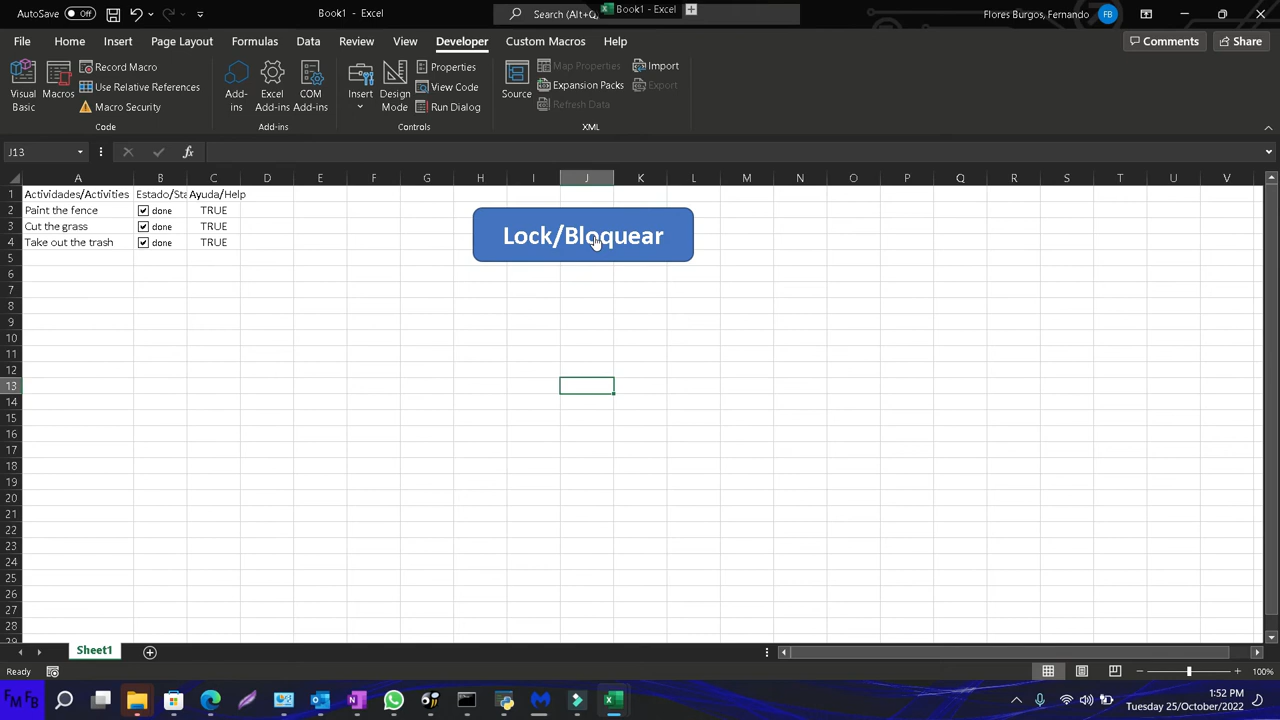 AutoSave Off Book1 - Excel Search (Alt+Q) Book1 - Excel Flores Burgos, Fernando FB
File Home Insert Page Layout Formulas Data Review View Developer Custom Macros Help Comments Share
Visual Basic
Macros
Record Macro
Use Relative References
Macro Security
Code
Add-ins
Excel Add-ins
COM Add-ins
Add-ins
Insert
Design Mode
Properties
View Code
Run Dialog
Controls
Source
Map Properties
Expansion Packs
Refresh Data
Import
Export
XML
J13 fx
A B C D E F G H I J K L M N O P Q R S T U V
1 Actividades/Activities Estado/Sta Ayuda/Help
2 Paint the fence done TRUE
3 Cut the grass done TRUE
4 Take out the trash done TRUE
Lock/Bloquear
5
6
7
8
9
10
11
12
13
14
15
16
17
18
19
20
21
22
23
24
25
26
27
28
29
Sheet1
Ready 100%
FMFB 1:52 PM
Tuesday 25/October/2022